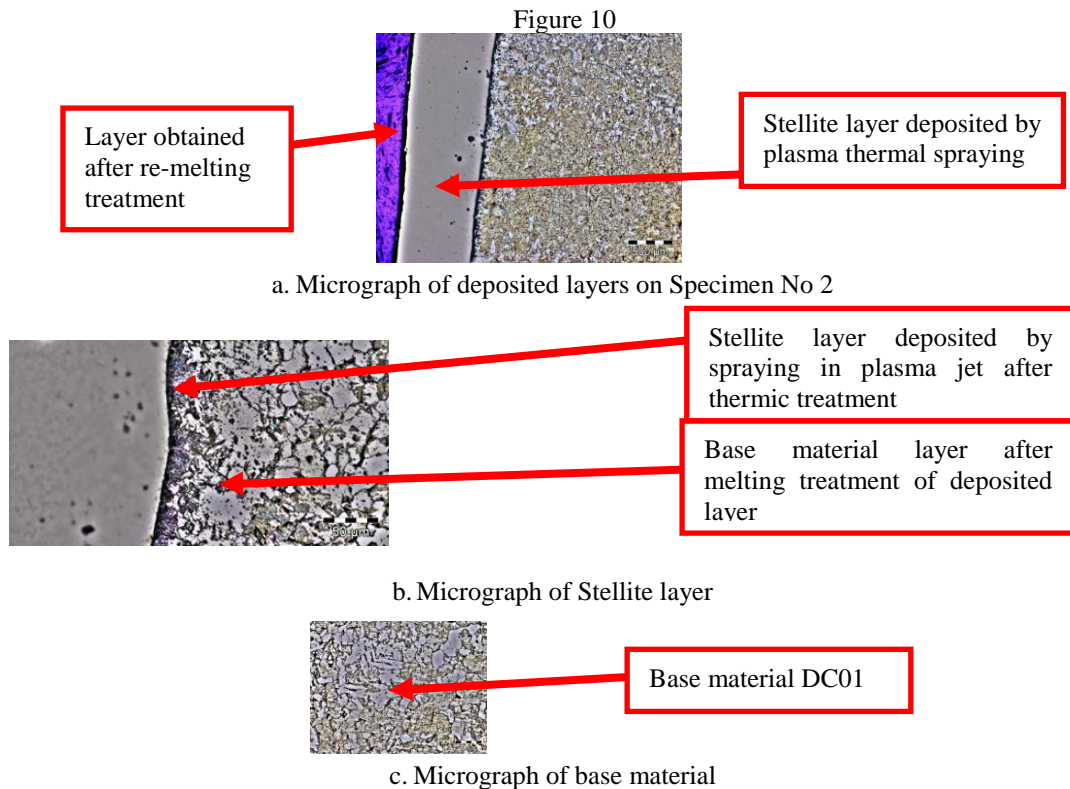 Figure 10
Layer obtained
after re-melting
treatment
Stellite layer deposited by
plasma thermal spraying
a. Micrograph of deposited layers on Specimen No 2
Stellite layer deposited by
spraying in plasma jet after
thermic treatment
Base material layer after
melting treatment of deposited
layer
50 µm
b. Micrograph of Stellite layer
Base material DC01
c. Micrograph of base material